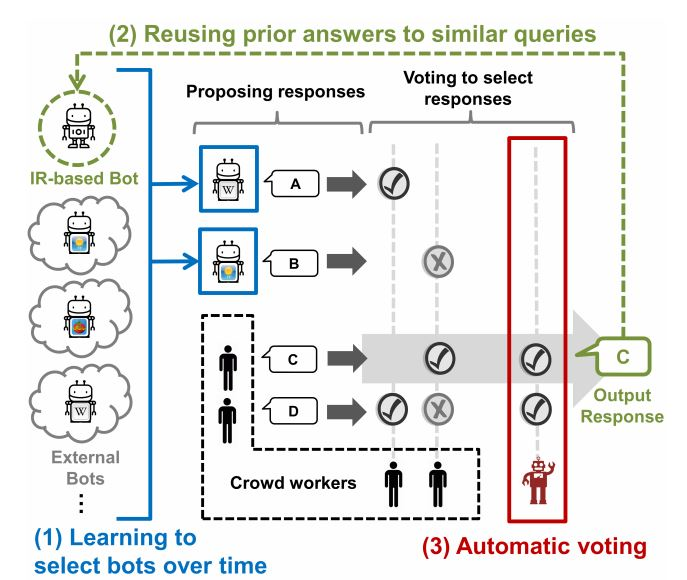 (2) Reusing prior answers to similar queries
Proposing responses
Voting to select
responses
IR-based Bot
W
A
B
C
D
W
External
Bots
Crowd workers
C
Output
Response
(1) Learning to
select bots over time
(3) Automatic voting